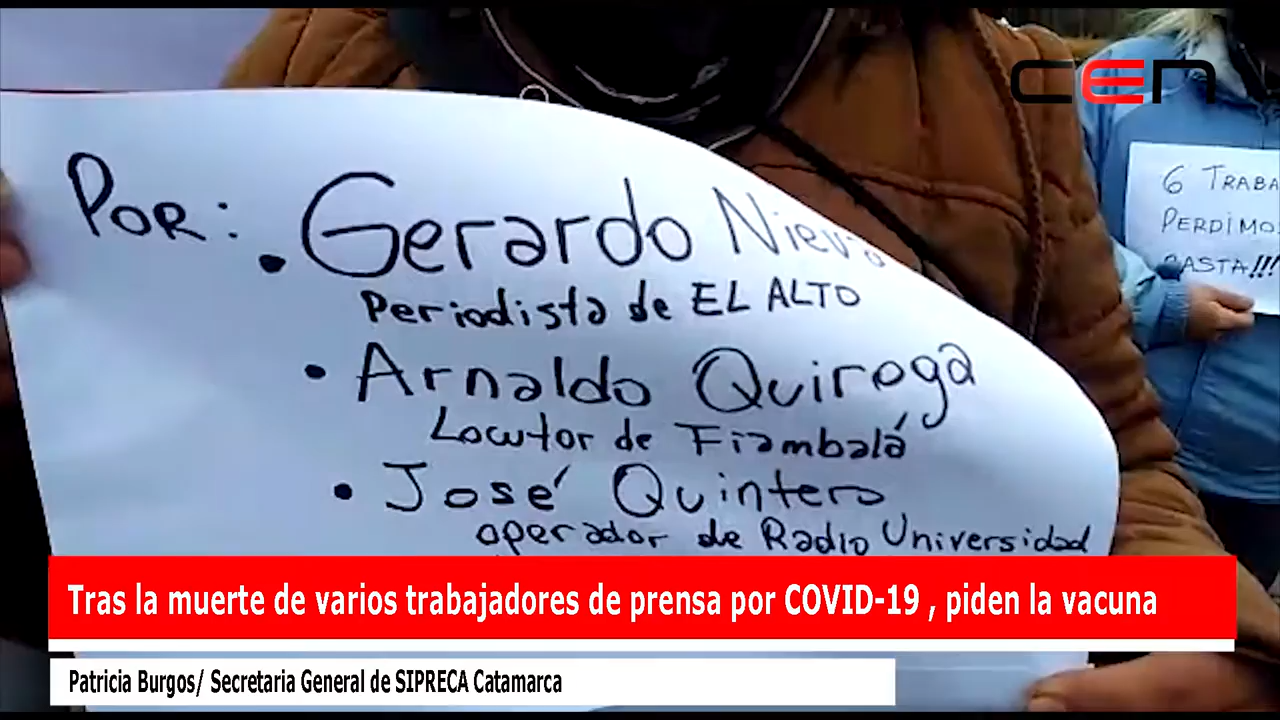 CEN
POR:
• Gerardo Nieva
Periodista de EL ALTO
• Arnaldo Quiroga
Locutor de Fiambalá
• José Quintero
operador de Radio Universidad
6 TRABA
PERDIMOS
BASTA!!!
Tras la muerte de varios trabajadores de prensa por COVID-19 , piden la vacuna
Patricia Burgos/ Secretaria General de SIPRECA Catamarca